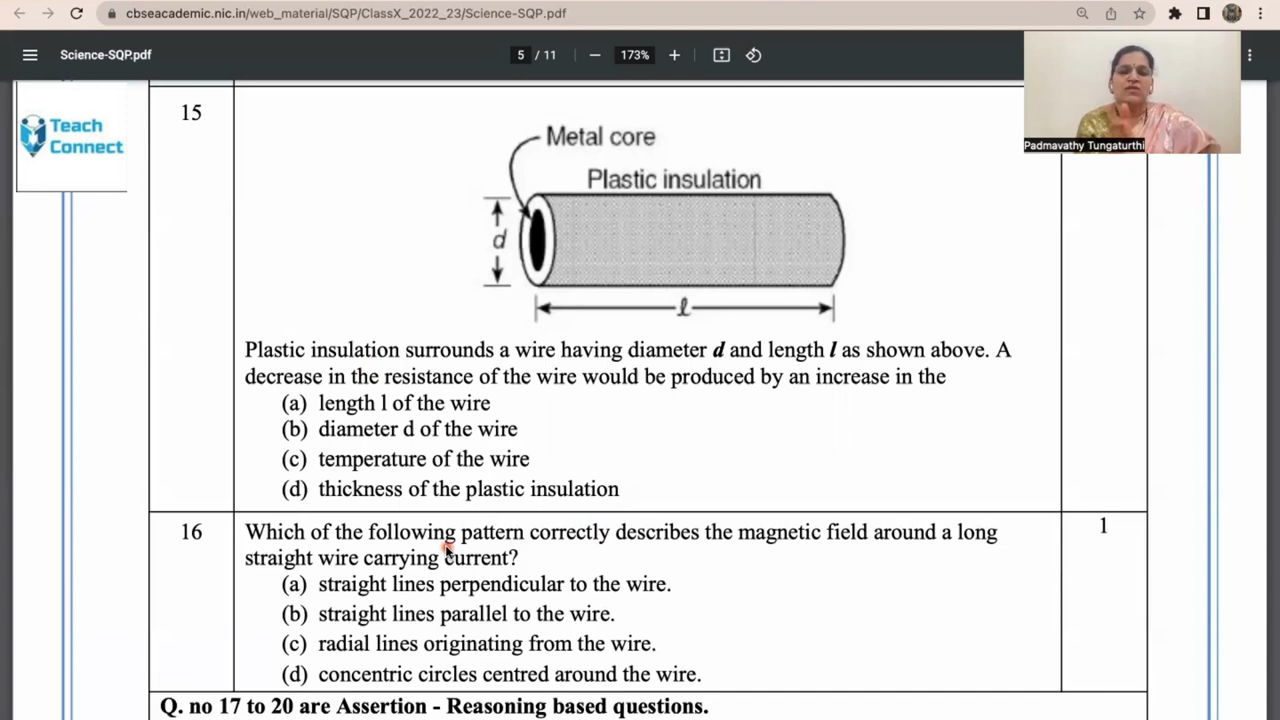 cbseacademic.nic.in/web_material/SQP/ClassX_2022_23/Science-SQP.pdf
Science-SQP.pdf
5 / 11
173%
Padmavathy Tungaturthi
Teach
Connect
15
Metal core
Plastic insulation
d
l
Plastic insulation surrounds a wire having diameter d and length l as shown above. A
decrease in the resistance of the wire would be produced by an increase in the
(a) length l of the wire
(b) diameter d of the wire
(c) temperature of the wire
(d) thickness of the plastic insulation
16
Which of the following pattern correctly describes the magnetic field around a long
straight wire carrying current?
1
(a) straight lines perpendicular to the wire.
(b) straight lines parallel to the wire.
(c) radial lines originating from the wire.
(d) concentric circles centred around the wire.
Q. no 17 to 20 are Assertion - Reasoning based questions.